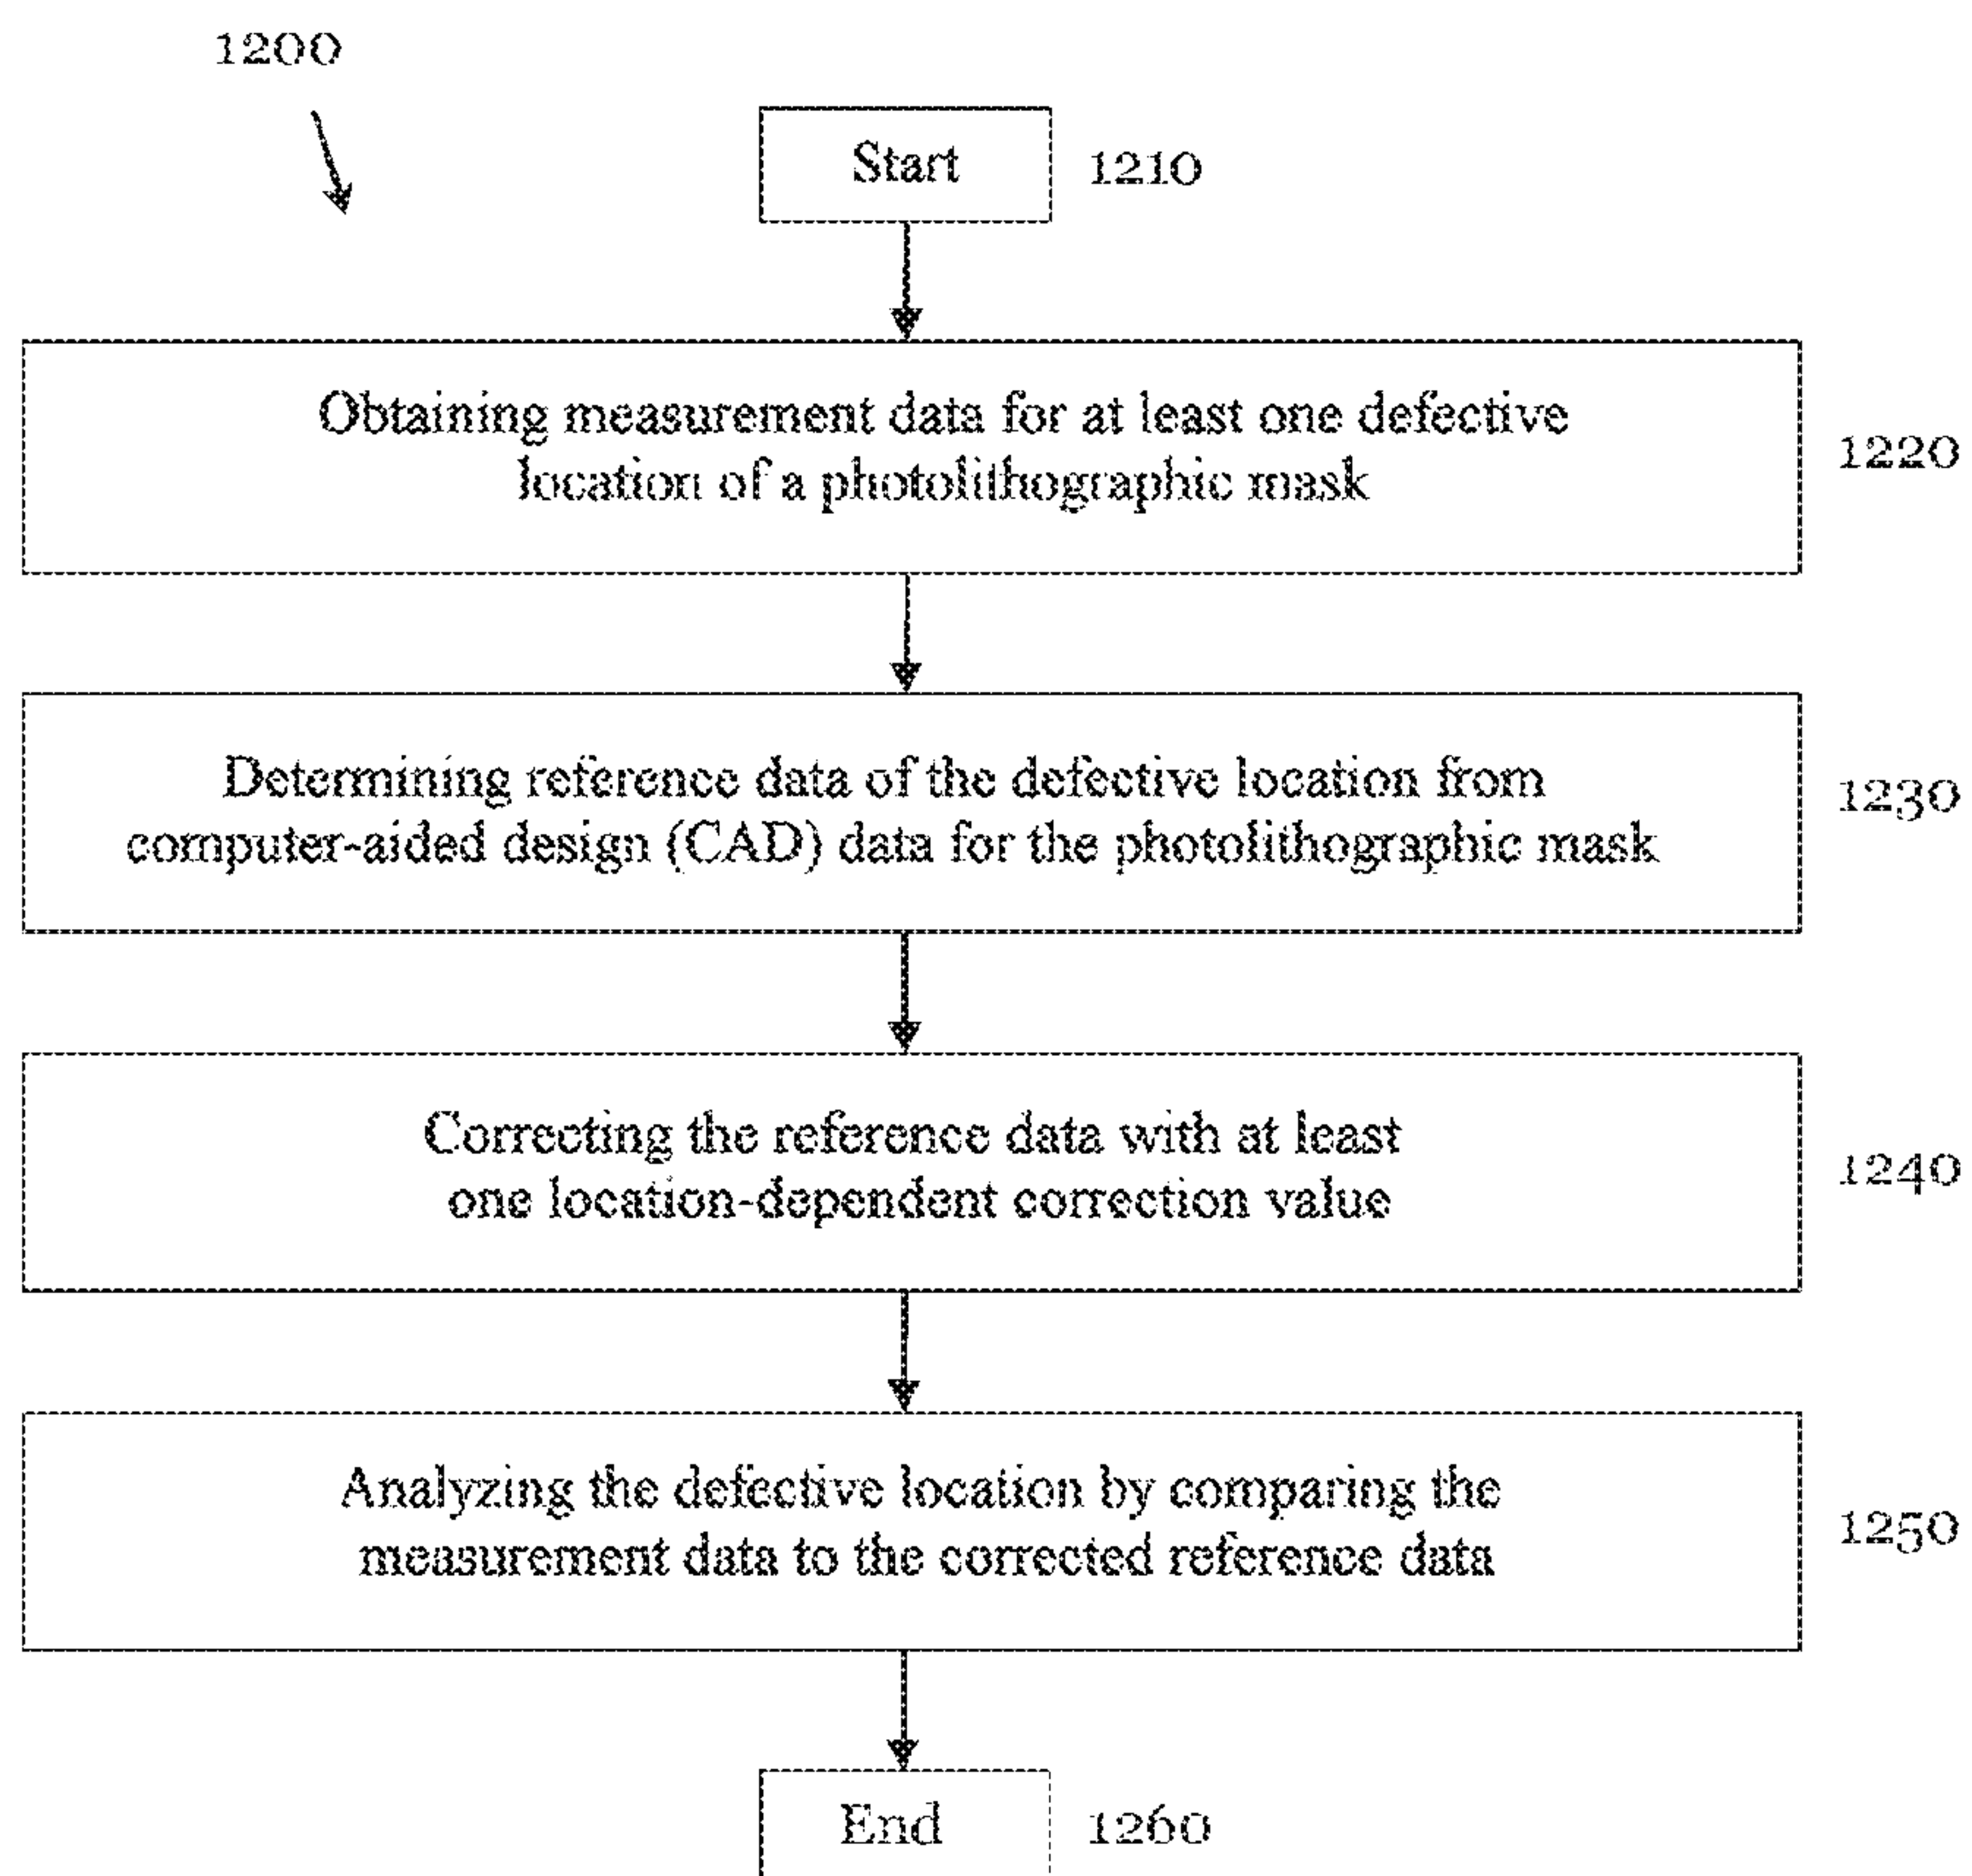 1200
Start
1210
Obtaining measurement data for at least one defective
location of a photolithographic mask
1220
Determining reference data of the defective location from
computer-aided design (CAD) data for the photolithographic mask
1230
Correcting the reference data with at least
one location-dependent correction value
1240
Analyzing the defective location by comparing the
measurement data to the corrected reference data
1250
End
1260